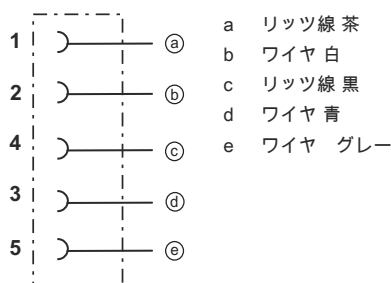 1 ⓐ
2 ⓑ
4 ⓒ
3 ⓓ
5 ⓔ
a リッツ線 茶
b ワイヤ 白
c リッツ線 黒
d ワイヤ 青
e ワイヤ　グレー